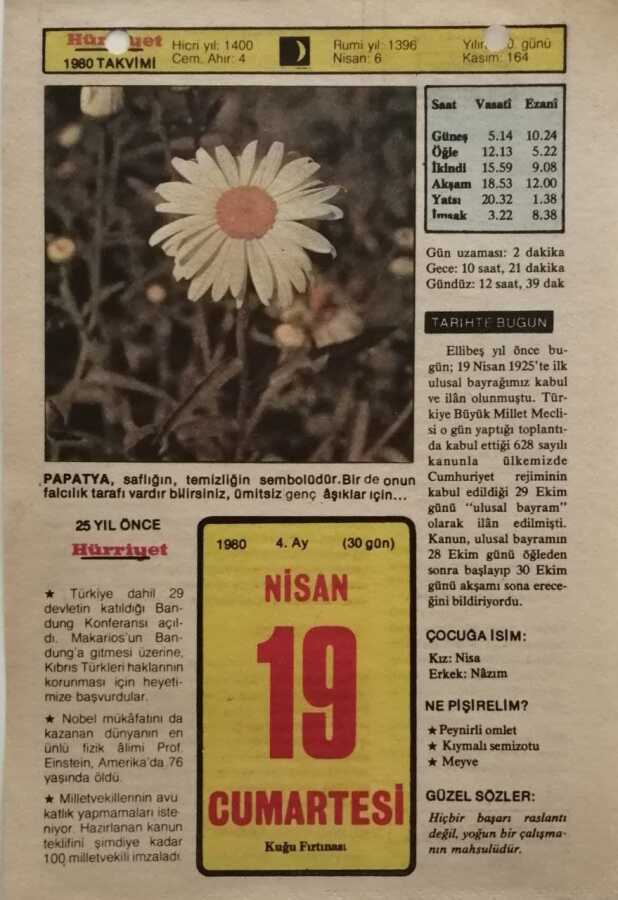 Hürriyet
1980 TAKVİMİ
Hicri yıl: 1400
Cem. Ahır: 4
Rumi yıl: 1396
Nisan: 6
günü
Kasım: 164
Saat Vasatî Ezanî
Güneş 5.14 10.24
Öğle 12.13 5.22
İkindi 15.59 9.08
Akşam 18.53 12.00
Yatsı 20.32 1.38
İmsak 3.22 8.38
Gün uzaması: 2 dakika
Gece: 10 saat, 21 dakika
Gündüz: 12 saat, 39 dak
TARIHTE BUGUN
Ellibeş yıl önce bu-
gün; 19 Nisan 1925'te ilk
ulusal bayrağımız kabul
ve ilân olunmuştu. Tür-
kiye Büyük Millet Mecli-
si o gün yaptığı toplantı-
da kabul ettiği 628 sayılı
kanunla ülkemizde
Cumhuriyet rejiminin
kabul edildiği 29 Ekim
günü "ulusal bayram"
olarak ilân edilmişti.
Kanun, ulusal bayramın
28 Ekim günü öğleden
sonra başlayıp 30 Ekim
günü akşamı sona erece-
ğini bildiriyordu.
PAPATYA, saflığın, temizliğin sembolüdür. Bir de onun
falcılık tarafı vardır bilirsiniz, ümitsiz genç âşıklar için...
25 YIL ÖNCE
Hürriyet
★ Türkiye dahil 29
devletin katıldığı Ban-
dung Konferansı açıl-
dı. Makarios'un Ban-
dung'a gitmesi üzerine,
Kıbrıs Türkleri haklarının
korunması için heyeti-
mize başvurdular.
★ Nobel mükâfatını da
kazanan dünyanın en
ünlü fizik âlimi Prof.
Einstein, Amerika'da 76
yaşında öldü.
★ Milletvekillerinin avu
katlık yapmamaları iste-
niyor. Hazırlanan kanun
teklifini şimdiye kadar
100 milletvekili imzaladı.
1980 4. Ay (30 gün)
NİSAN
19
CUMARTESİ
Kuğu Fırtınası
ÇOCUĞA İSİM:
Kız: Nisa
Erkek: Nâzım
NE PİŞİRELİM?
★ Peynirli omlet
★ Kıymalı semizotu
★ Meyve
GÜZEL SÖZLER:
Hiçbir başarı raslantı
değil, yoğun bir çalışma-
nın mahsulüdür.